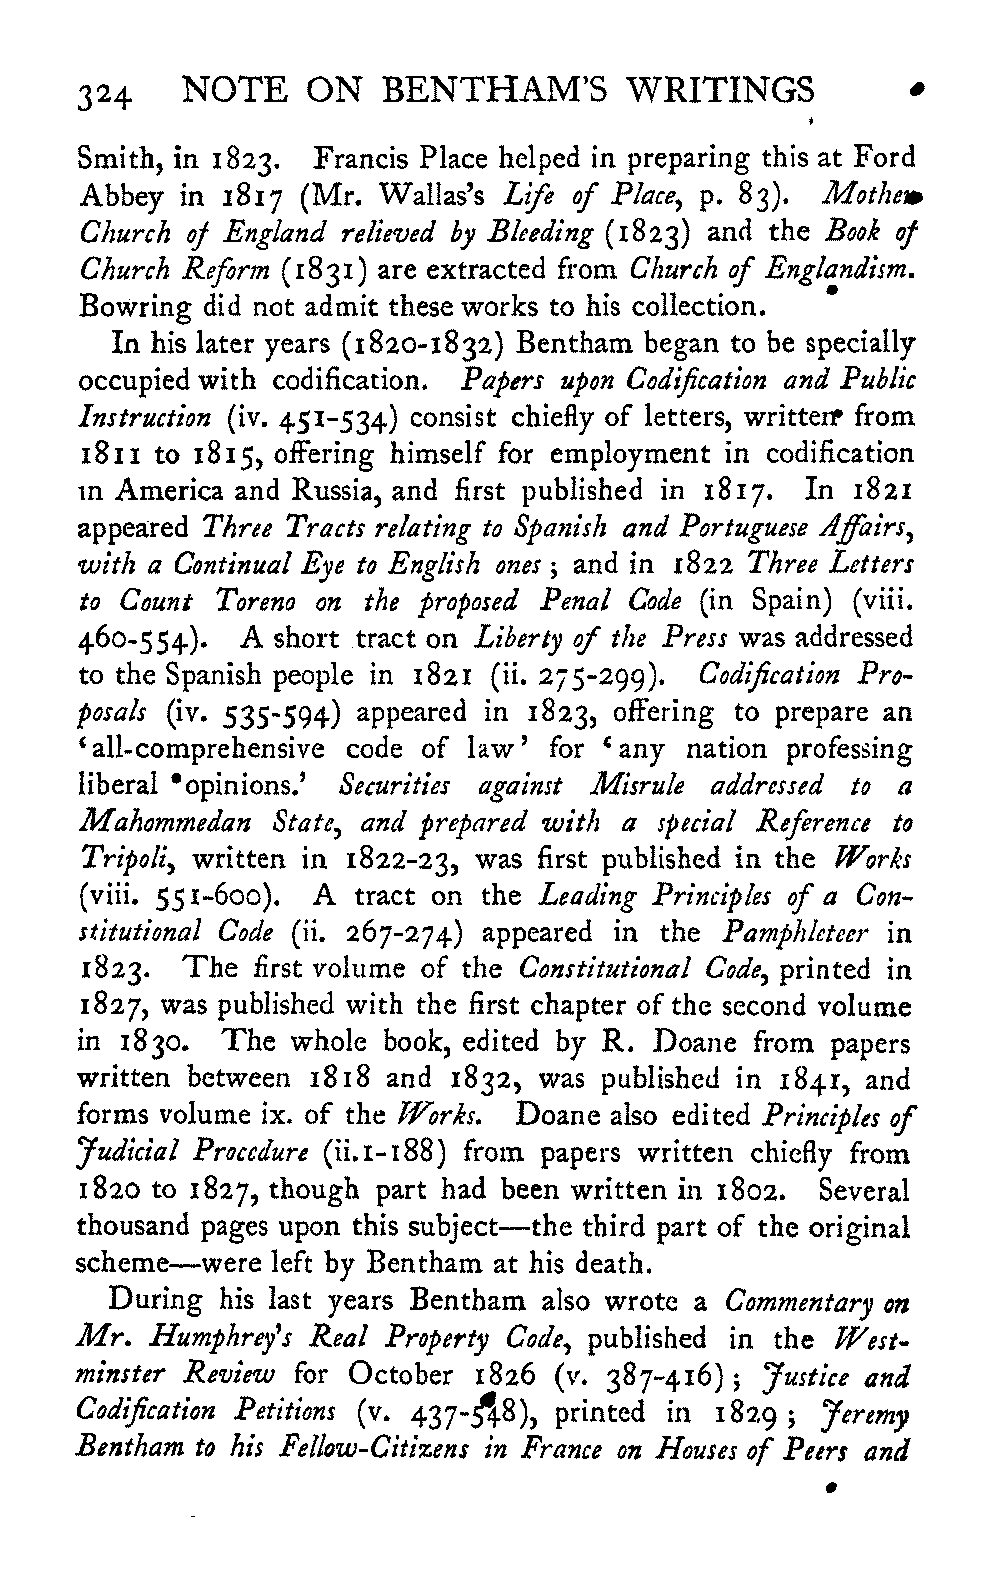 324 NOTE ON BENTHAM'S WRITINGS
Smith, in 1823. Francis Place helped in preparing this at Ford
Abbey in 1817 (Mr. Wallas's Life of Place, p. 83). Mother
Church of England relieved by Bleeding (1823) and the Book of
Church Reform (1831) are extracted from Church of Englandism.
Bowring did not admit these works to his collection.
In his later years (1820-1832) Bentham began to be specially
occupied with codification. Papers upon Codification and Public
Instruction (iv. 451-534) consist chiefly of letters, written from
1811 to 1815, offering himself for employment in codification
in America and Russia, and first published in 1817. In 1821
appeared Three Tracts relating to Spanish and Portuguese Affairs,
with a Continual Eye to English ones; and in 1822 Three Letters
to Count Toreno on the proposed Penal Code (in Spain) (viii.
460-554). A short tract on Liberty of the Press was addressed
to the Spanish people in 1821 (ii. 275-299). Codification Pro-
posals (iv. 535-594) appeared in 1823, offering to prepare an
'all-comprehensive code of law' for 'any nation professing
liberal opinions.' Securities against Misrule addressed to a
Mahommedan State, and prepared with a special Reference to
Tripoli, written in 1822-23, was first published in the Works
(viii. 551-600). A tract on the Leading Principles of a Con-
stitutional Code (ii. 267-274) appeared in the Pamphleteer in
1823. The first volume of the Constitutional Code, printed in
1827, was published with the first chapter of the second volume
in 1830. The whole book, edited by R. Doane from papers
written between 1818 and 1832, was published in 1841, and
forms volume ix. of the Works. Doane also edited Principles of
Judicial Procedure (ii. 1-188) from papers written chiefly from
1820 to 1827, though part had been written in 1802. Several
thousand pages upon this subject—the third part of the original
scheme—were left by Bentham at his death.
During his last years Bentham also wrote a Commentary on
Mr. Humphrey's Real Property Code, published in the West-
minster Review for October 1826 (v. 387-416); Justice and
Codification Petitions (v. 437-548), printed in 1829; Jeremy
Bentham to his Fellow-Citizens in France on Houses of Peers and